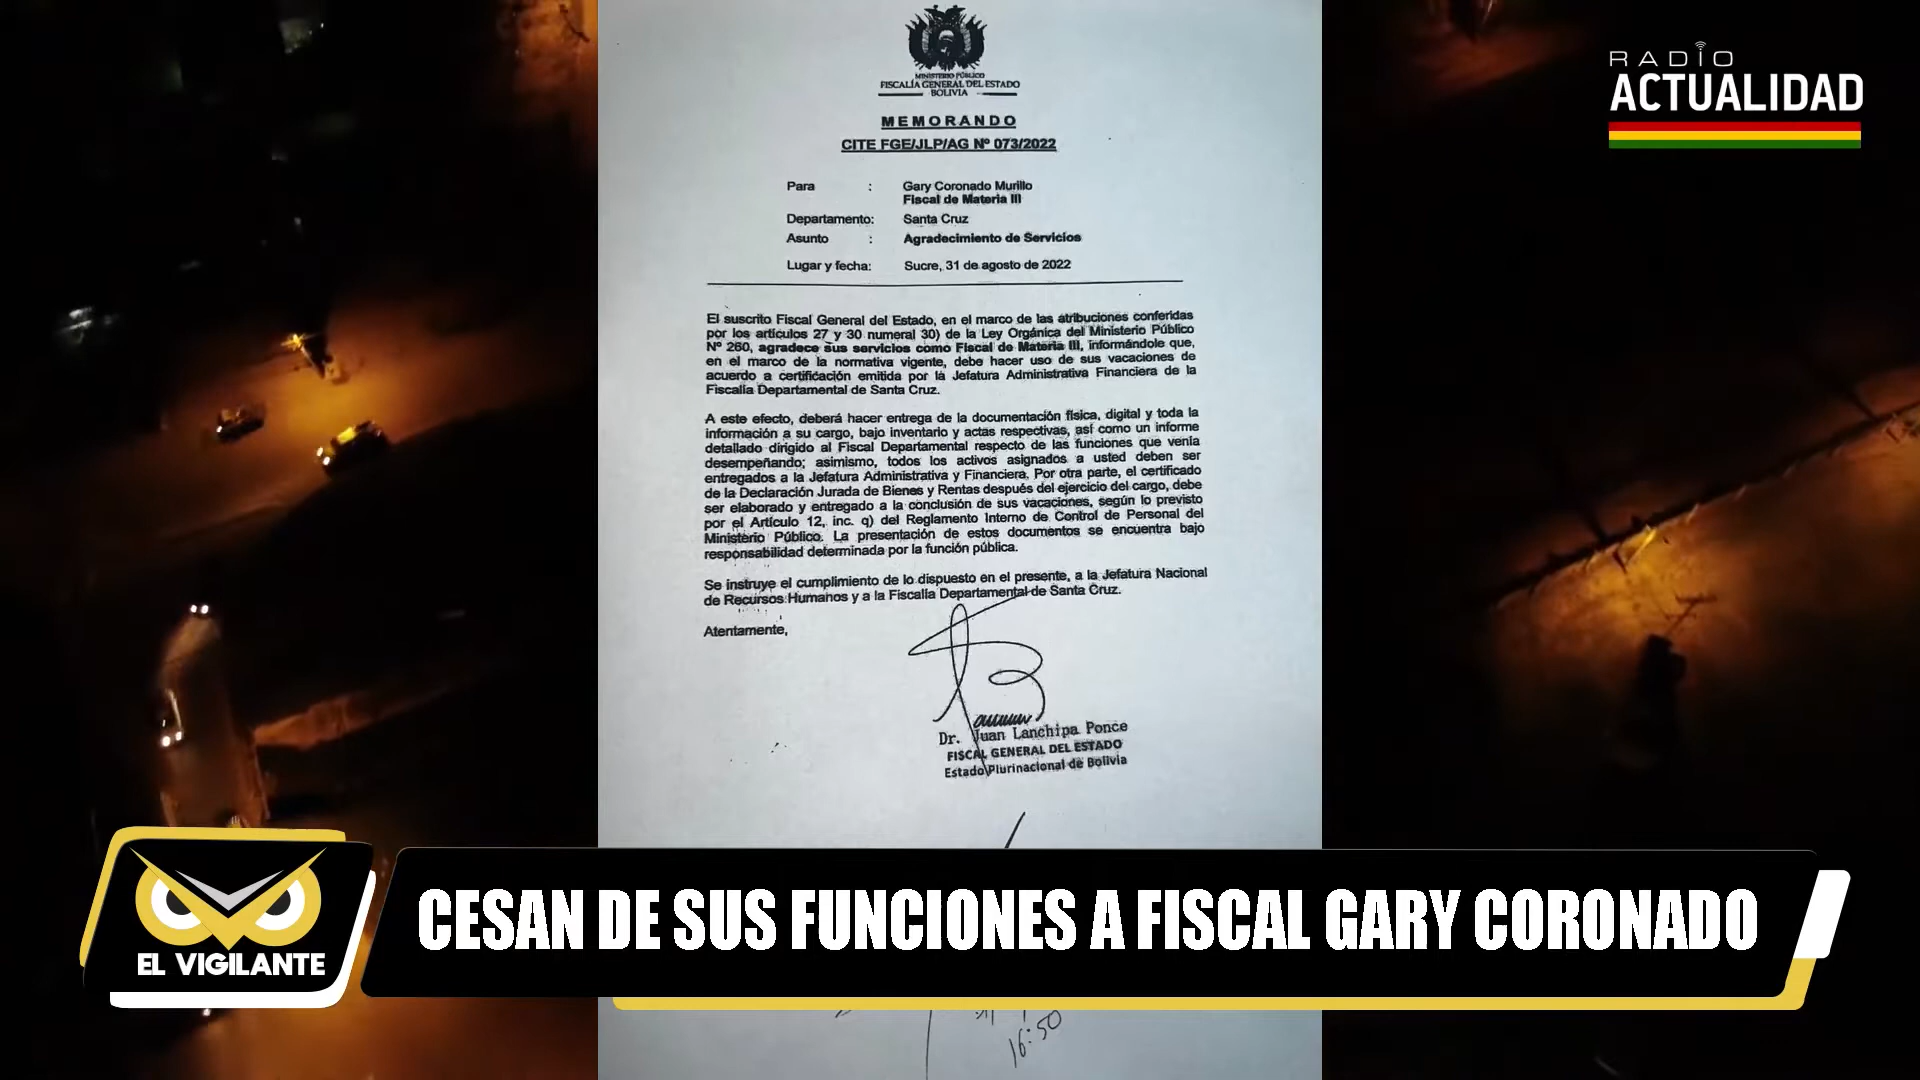 MINISTERIO PÚBLICO
FISCALÍA GENERAL DEL ESTADO
BOLIVIA
RADIO
ACTUALIDAD
MEMORANDO
CITE FGE/JLP/AG Nº 073/2022
Para : Gary Coronado Murillo
Fiscal de Materia III
Departamento: Santa Cruz
Asunto : Agradecimiento de Servicios
Lugar y fecha: Sucre, 31 de agosto de 2022
El suscrito Fiscal General del Estado, en el marco de las atribuciones conferidas
por los artículos 27 y 30 numeral 30) de la Ley Orgánica del Ministerio Público
Nº 260, agradece sus servicios como Fiscal de Materia III, informándole que,
en el marco de la normativa vigente, debe hacer uso de sus vacaciones de
acuerdo a certificación emitida por la Jefatura Administrativa Financiera de la
Fiscalía Departamental de Santa Cruz.
A este efecto, deberá hacer entrega de la documentación física, digital y toda la
información a su cargo, bajo inventario y actas respectivas, así como un informe
detallado dirigido al Fiscal Departamental respecto de las funciones que venía
desempeñando; asimismo, todos los activos asignados a usted deben ser
entregados a la Jefatura Administrativa y Financiera. Por otra parte, el certificado
de la Declaración Jurada de Bienes y Rentas después del ejercicio del cargo, debe
ser elaborado y entregado a la conclusión de sus vacaciones, según lo previsto
por el Artículo 12, inc. q) del Reglamento Interno de Control de Personal del
Ministerio Público. La presentación de estos documentos se encuentra bajo
responsabilidad determinada por la función pública.
Se instruye el cumplimiento de lo dispuesto en el presente, a la Jefatura Nacional
de Recursos Humanos y a la Fiscalía Departamental de Santa Cruz.
Atentamente,
Dr. Juan Lanchipa Ponce
FISCAL GENERAL DEL ESTADO
Estado Plurinacional de Bolivia
EL VIGILANTE
CESAN DE SUS FUNCIONES A FISCAL GARY CORONADO
16:50